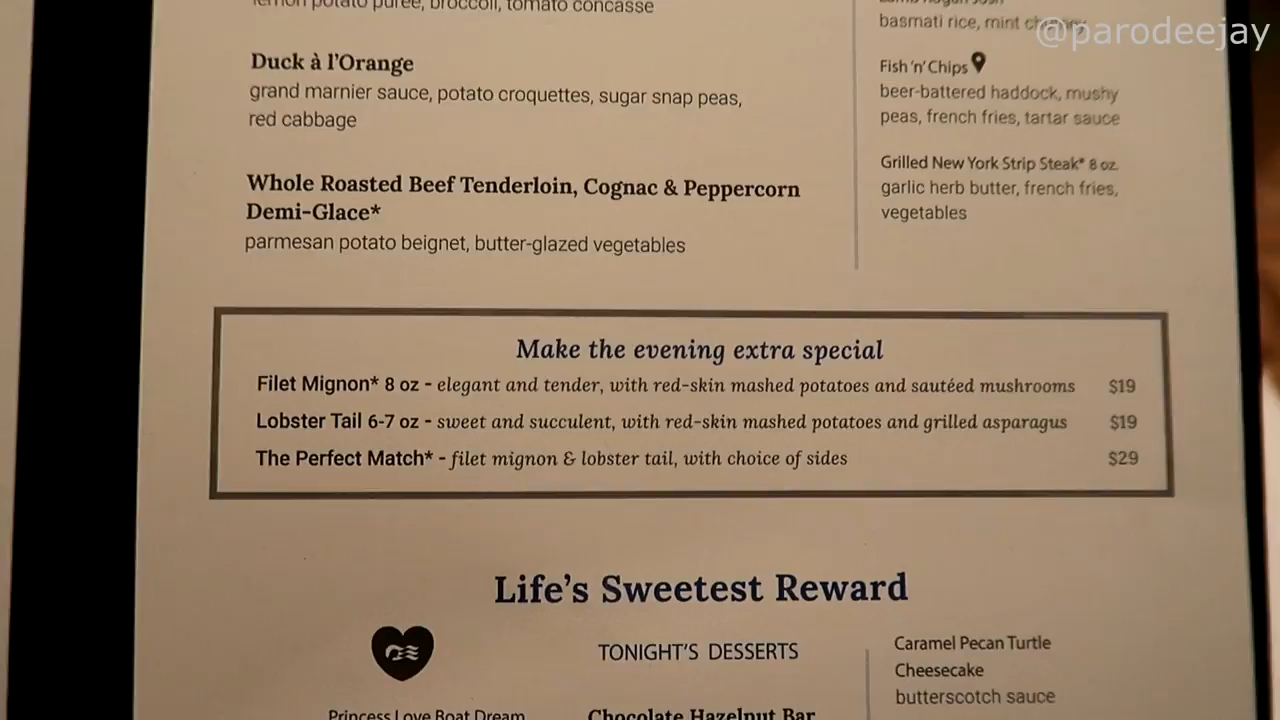 lemon potato purée, broccoli, tomato concassé
Duck à l'Orange
grand marnier sauce, potato croquettes, sugar snap peas,
red cabbage
Whole Roasted Beef Tenderloin, Cognac & Peppercorn
Demi-Glace*
parmesan potato beignet, butter-glazed vegetables
basmati rice, mint chutney
@parodeejay
Fish 'n' Chips
beer-battered haddock, mushy
peas, french fries, tartar sauce
Grilled New York Strip Steak* 8 oz.
garlic herb butter, french fries,
vegetables
Make the evening extra special
Filet Mignon* 8 oz - elegant and tender, with red-skin mashed potatoes and sautéed mushrooms $19
Lobster Tail 6-7 oz - sweet and succulent, with red-skin mashed potatoes and grilled asparagus $19
The Perfect Match* - filet mignon & lobster tail, with choice of sides $29
Life's Sweetest Reward
TONIGHT'S DESSERTS
Princess Love Boat Dream
Chocolate Hazelnut Bar
Caramel Pecan Turtle
Cheesecake
butterscotch sauce